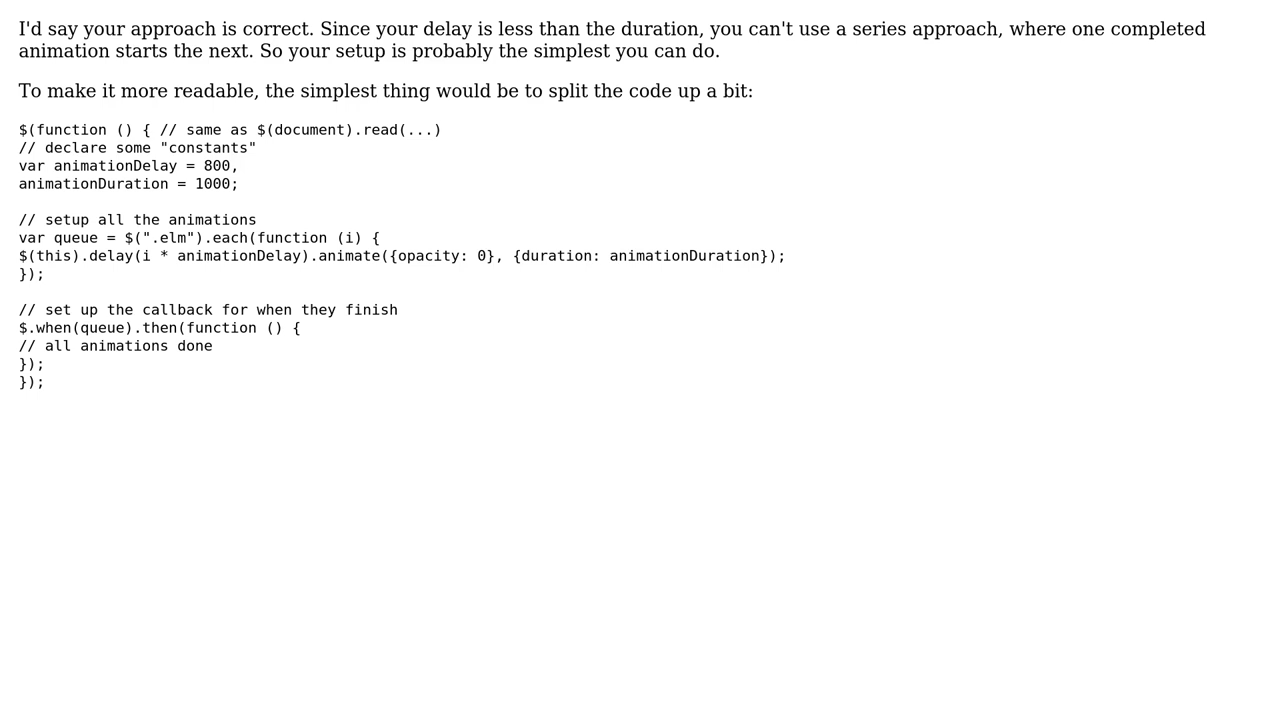 I'd say your approach is correct. Since your delay is less than the duration, you can't use a series approach, where one completed
animation starts the next. So your setup is probably the simplest you can do.
To make it more readable, the simplest thing would be to split the code up a bit:
$(function () { // same as $(document).read(...)
// declare some "constants"
var animationDelay = 800,
animationDuration = 1000;
// setup all the animations
var queue = $(".elm").each(function (i) {
$(this).delay(i * animationDelay).animate({opacity: 0}, {duration: animationDuration});
});
// set up the callback for when they finish
$.when(queue).then(function () {
// all animations done
});
});